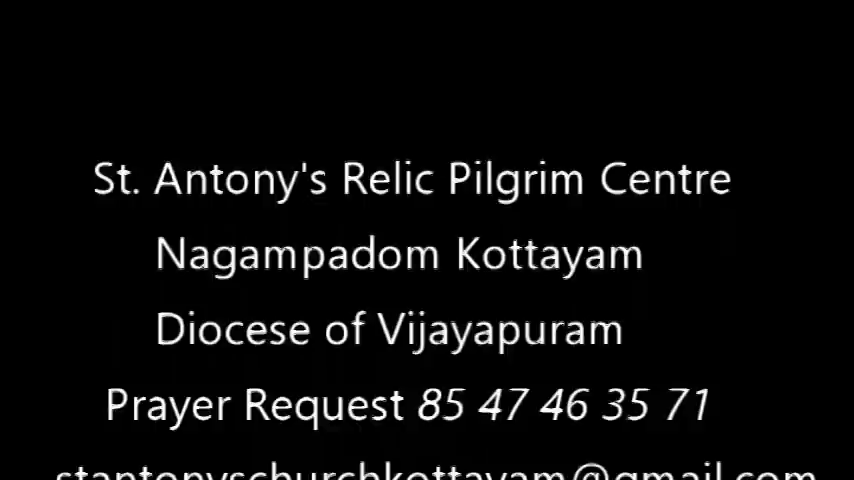 St. Antony's Relic Pilgrim Centre
Nagampadom Kottayam
Diocese of Vijayapuram
Prayer Request 85 47 46 35 71
stantonyschurchkottayam@gmail.com